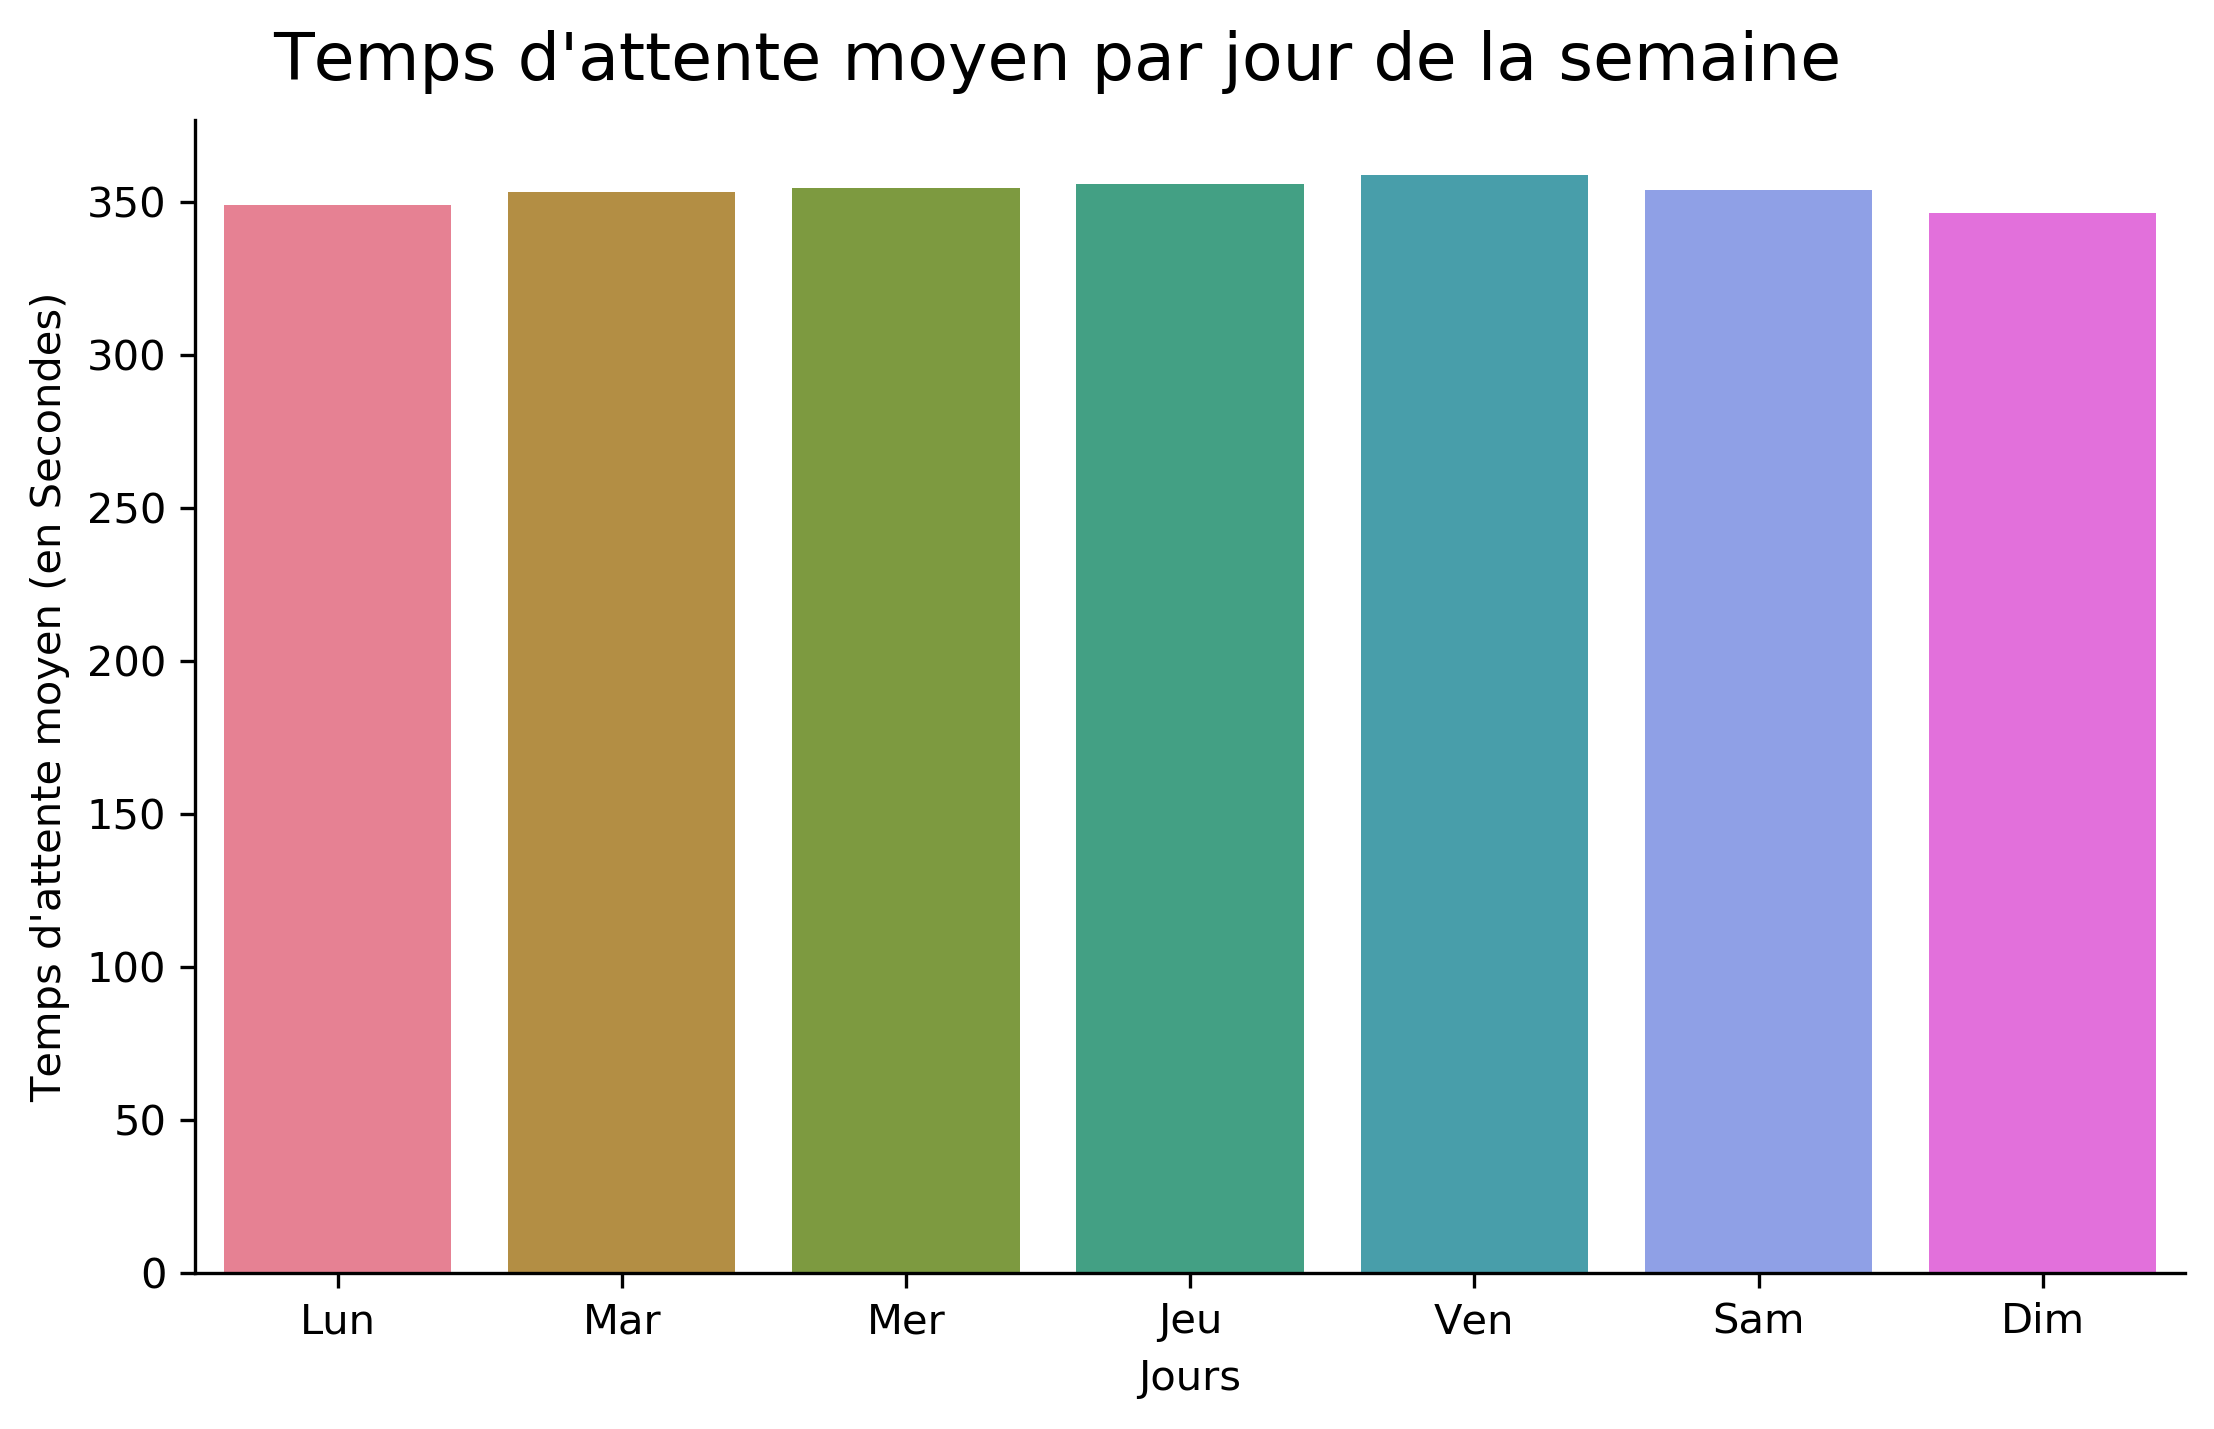 Temps d'attente moyen par jour de la semaine
Temps d'attente moyen (en Secondes)
350
300
250
200
150
100
50
0
Lun Mar Mer Jeu Ven Sam Dim
Jours